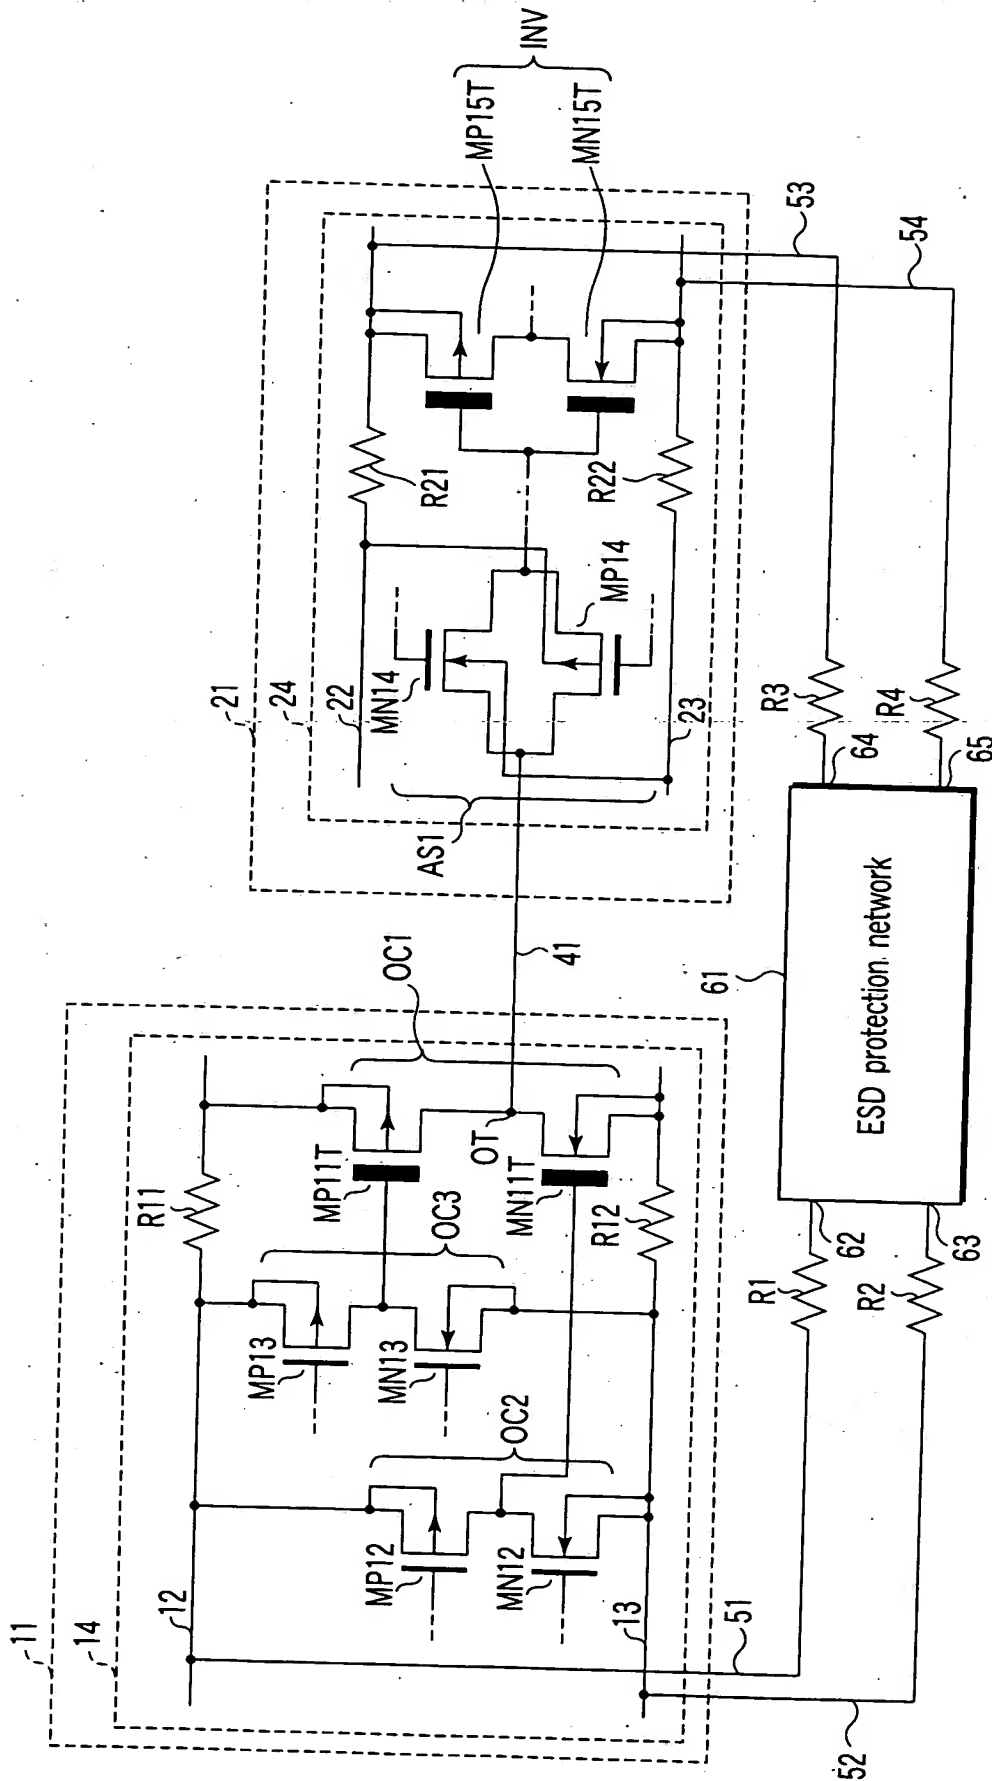 11
14
12
R11
MP13
OC3
MP11T
OC1
MN13
OT
MP12
OC2
MN11T
MN12
R12
13
51
52
R1
62
R2
63
41
61
ESD protection network
21
24
22
MN14
R21
MP15T
INV
MN15T
AS1
MP14
R22
23
53
54
R3
64
R4
65